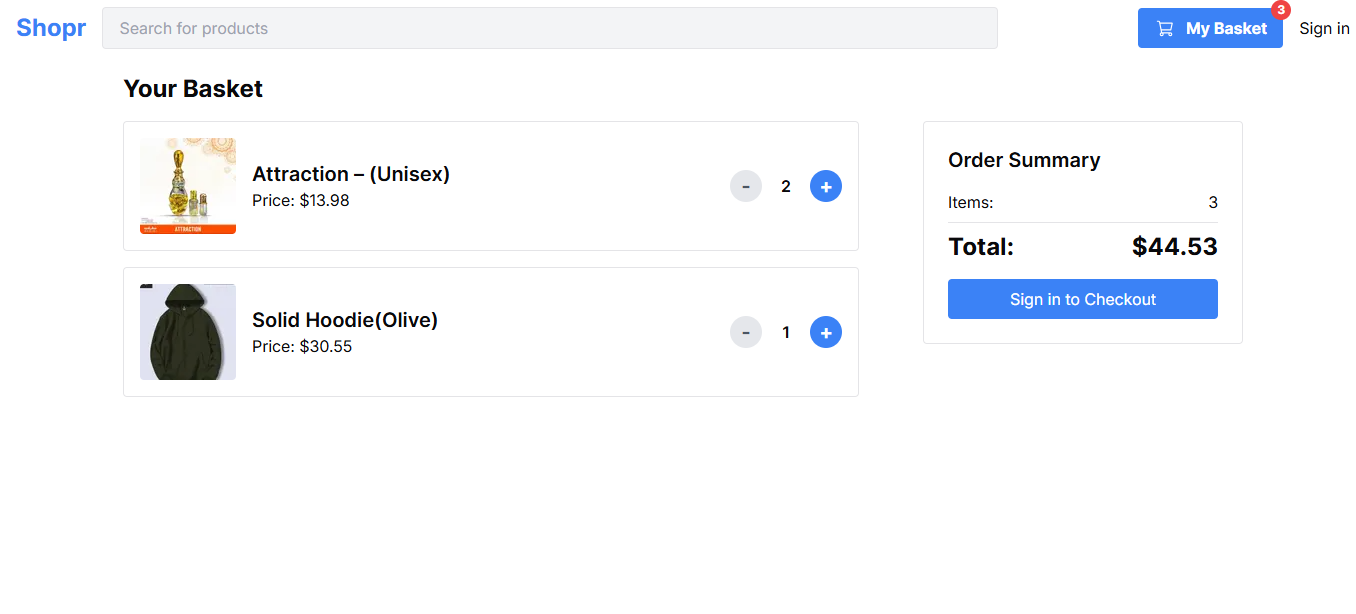 Shopr
Search for products
My Basket
3
Sign in
Your Basket
Attraction – (Unisex)
Price: $13.98
-
2
+
ATTRACTION
Solid Hoodie(Olive)
Price: $30.55
-
1
+
Order Summary
Items: 3
Total: $44.53
Sign in to Checkout